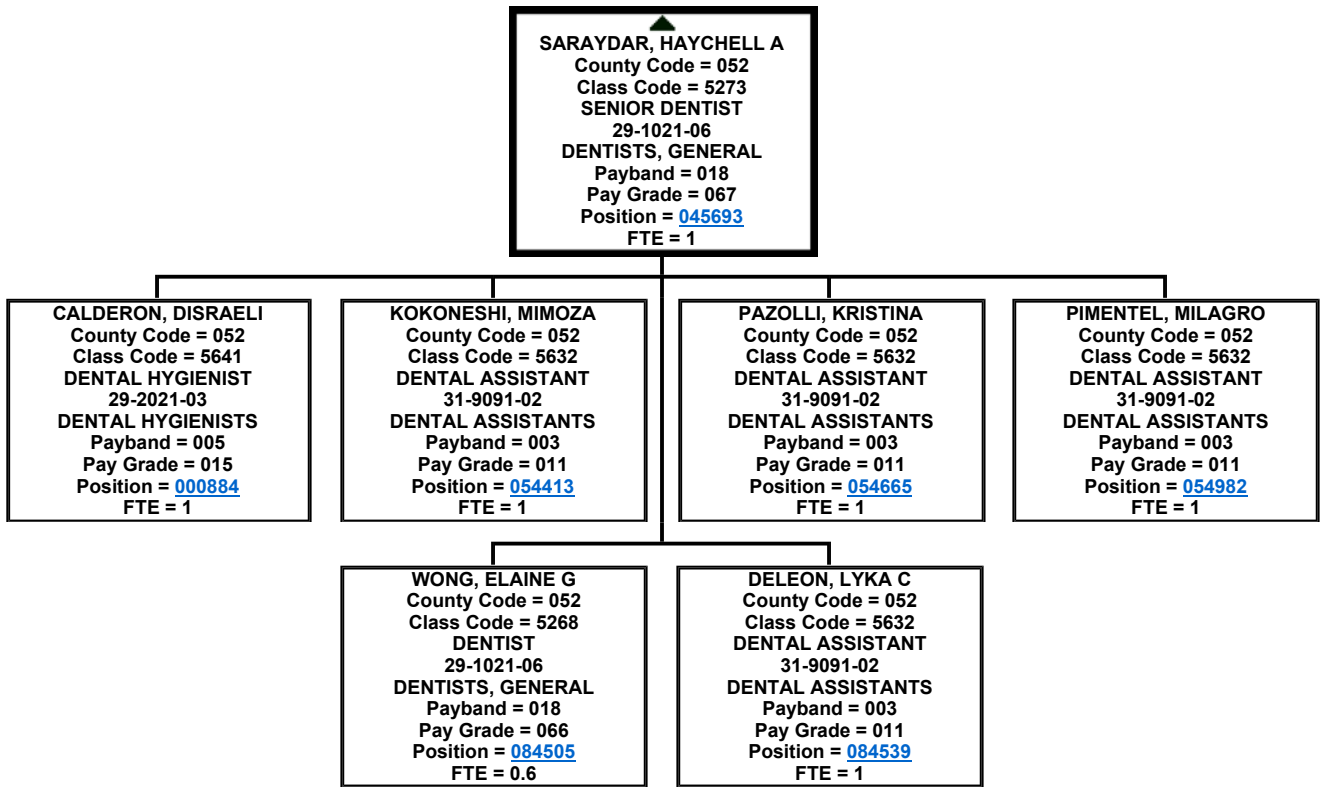 SARAYDAR, HAYCHELL A
County Code = 052
Class Code = 5273
SENIOR DENTIST
29-1021-06
DENTISTS, GENERAL
Payband = 018
Pay Grade = 067
Position = 045693
FTE = 1
CALDERON, DISRAELI
County Code = 052
Class Code = 5641
DENTAL HYGIENIST
29-2021-03
DENTAL HYGIENISTS
Payband = 005
Pay Grade = 015
Position = 000884
FTE = 1
KOKONESHI, MIMOZA
County Code = 052
Class Code = 5632
DENTAL ASSISTANT
31-9091-02
DENTAL ASSISTANTS
Payband = 003
Pay Grade = 011
Position = 054413
FTE = 1
PAZOLLI, KRISTINA
County Code = 052
Class Code = 5632
DENTAL ASSISTANT
31-9091-02
DENTAL ASSISTANTS
Payband = 003
Pay Grade = 011
Position = 054665
FTE = 1
PIMENTEL, MILAGRO
County Code = 052
Class Code = 5632
DENTAL ASSISTANT
31-9091-02
DENTAL ASSISTANTS
Payband = 003
Pay Grade = 011
Position = 054982
FTE = 1
WONG, ELAINE G
County Code = 052
Class Code = 5268
DENTIST
29-1021-06
DENTISTS, GENERAL
Payband = 018
Pay Grade = 066
Position = 084505
FTE = 0.6
DELEON, LYKA C
County Code = 052
Class Code = 5632
DENTAL ASSISTANT
31-9091-02
DENTAL ASSISTANTS
Payband = 003
Pay Grade = 011
Position = 084539
FTE = 1